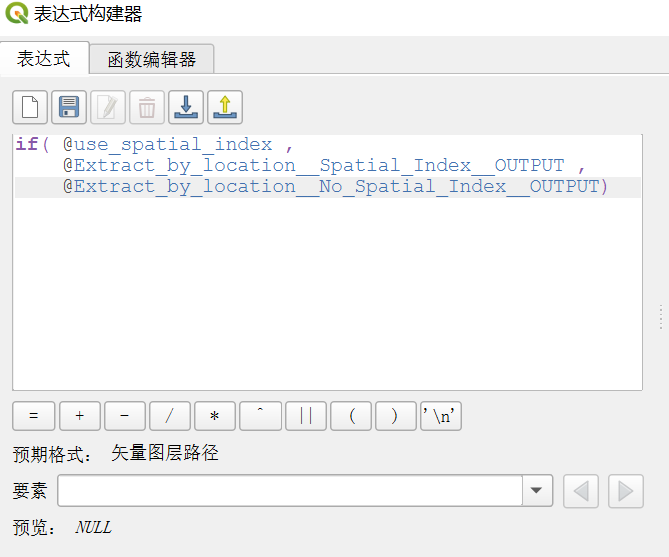 表达式构建器
表达式 函数编辑器
if( @use_spatial_index ,
@Extract_by_location__Spatial_Index__OUTPUT ,
@Extract_by_location__No_Spatial_Index__OUTPUT)
= + - / * ^ || ( ) '\n'
预期格式： 矢量图层路径
要素
预览： NULL